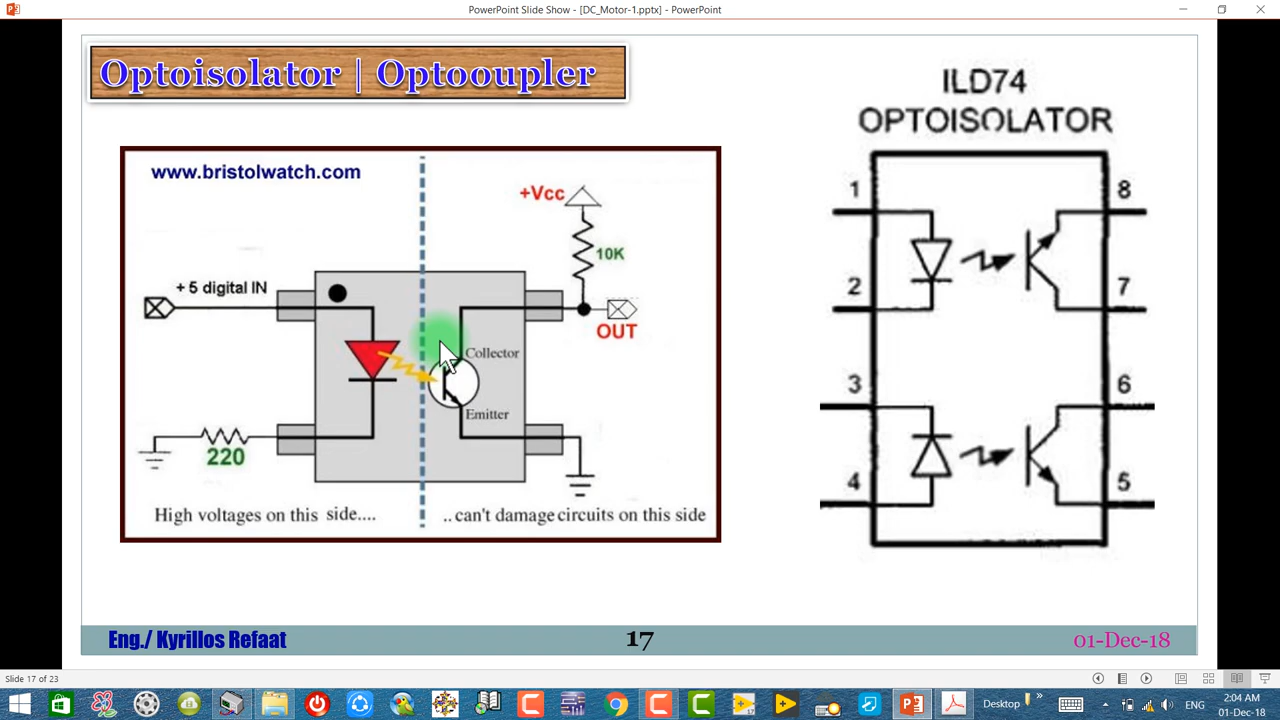 PowerPoint Slide Show - [DC_Motor-1.pptx] - PowerPoint
Optoisolator | Optooupler
www.bristolwatch.com
+Vcc
10K
+ 5 digital IN
OUT
Collector
Emitter
220
High voltages on this side....
..can't damage circuits on this side
ILD74
OPTOISOLATOR
1
8
2
7
3
6
4
5
Eng./ Kyrillos Refaat
17
01-Dec-18
Slide 17 of 23
Desktop
»
ENG
2:04 AM
01-Dec-18